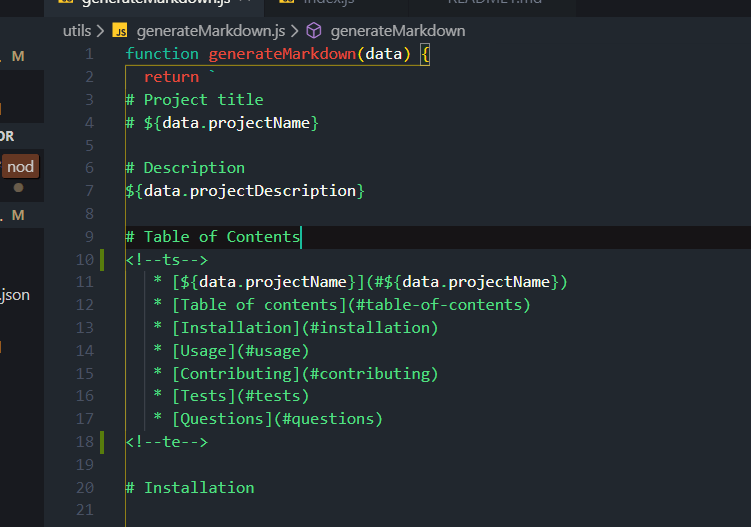 generateMarkdown.js
index.js
README1.md
utils > JS generateMarkdown.js > generateMarkdown
M
OR
nod
M
.json
1 function generateMarkdown(data) {
2 return `
3 # Project title
4 # ${data.projectName}
5
6 # Description
7 ${data.projectDescription}
8
9 # Table of Contents
10 <!--ts-->
11 * [${data.projectName}](#${data.projectName})
12 * [Table of contents](#table-of-contents)
13 * [Installation](#installation)
14 * [Usage](#usage)
15 * [Contributing](#contributing)
16 * [Tests](#tests)
17 * [Questions](#questions)
18 <!--te-->
19
20 # Installation
21